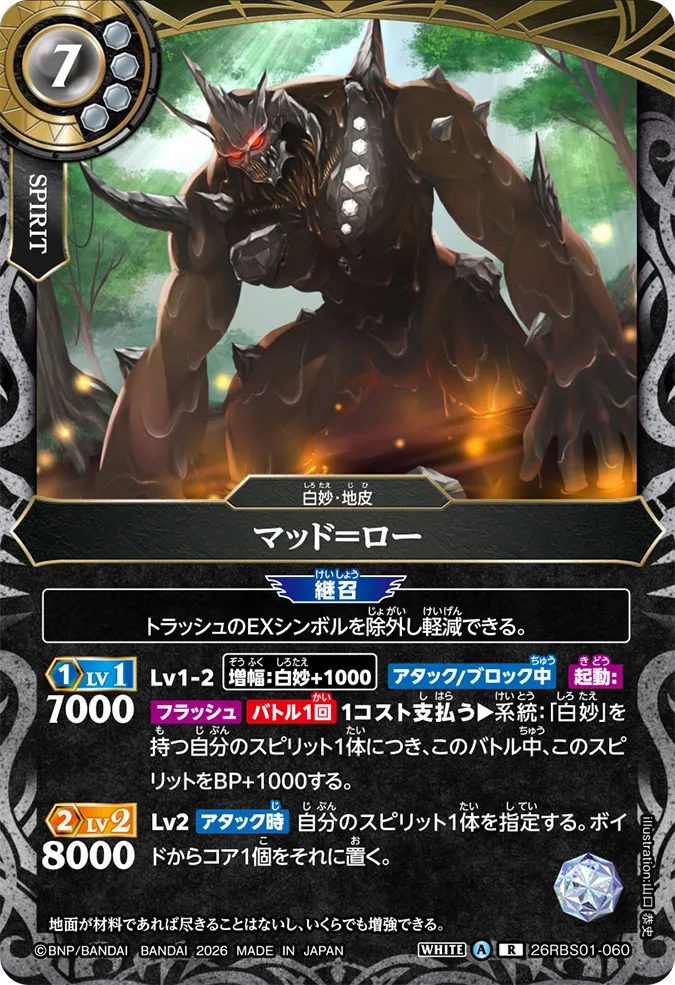 7
SPIRIT
白妙・地皮
マッド＝ロー
継召
トラッシュのEXシンボルを除外し軽減できる。
1 LV1
7000
Lv1-2 増幅:白妙+1000 アタック/ブロック中 起動:
フラッシュ バトル1回 1コスト支払う▶系統:「白妙」を
持つ自分のスピリット1体につき、このバトル中、このスピ
リットをBP+1000する。
2 LV2
8000
Lv2 アタック時 自分のスピリット1体を指定する。ボイ
ドからコア1個をそれに置く。
illustration:山口 恭史
地面が材料であれば尽きることはないし、いくらでも増強できる。
©BNP/BANDAI BANDAI 2026 MADE IN JAPAN WHITE A R 26RBS01-060